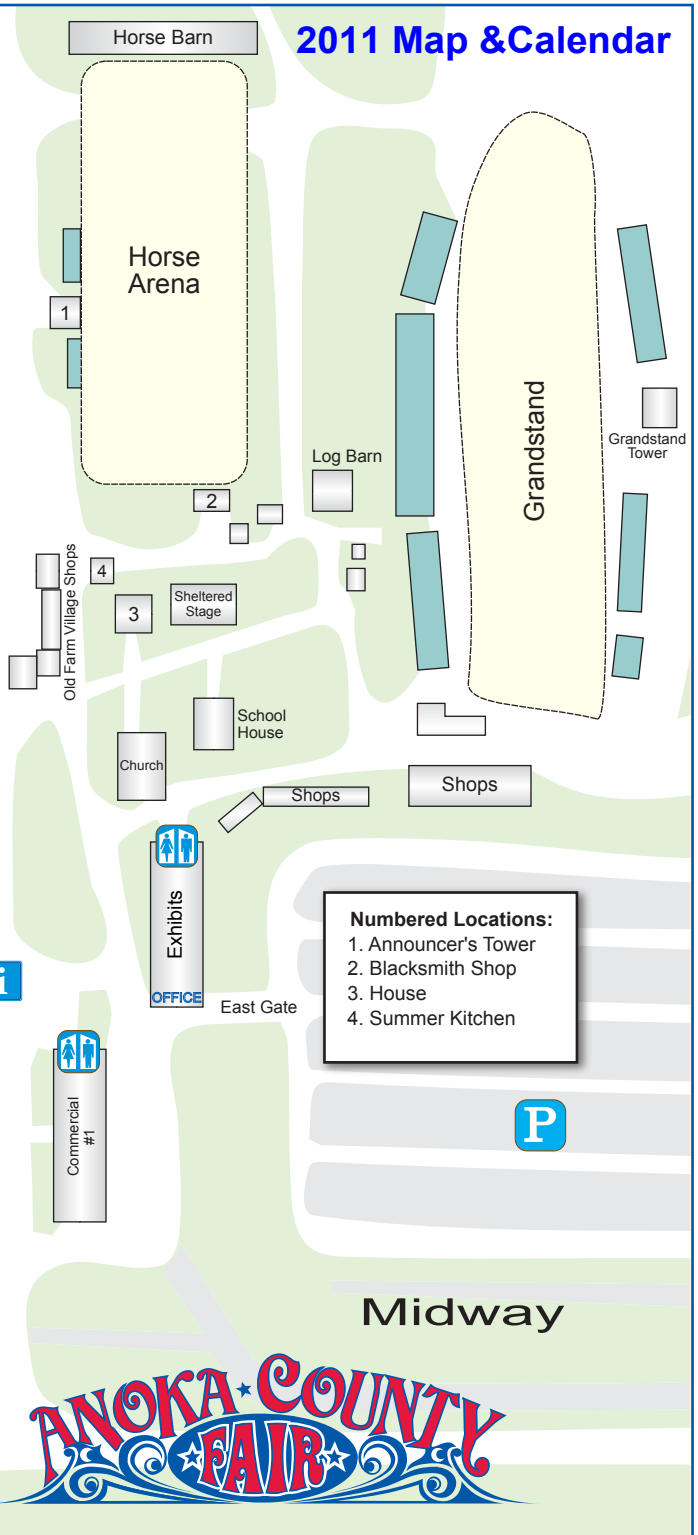 2011 Map &Calendar
Horse Barn
Horse
Arena
1
Grandstand
Grandstand
Tower
Log Barn
2
Old Farm Village Shops
4
3
Sheltered
Stage
School
House
Church
Shops
Shops
Exhibits
OFFICE
East Gate
i
Numbered Locations:
1. Announcer's Tower
2. Blacksmith Shop
3. House
4. Summer Kitchen
Commercial
#1
P
Midway
ANOKA COUNTY
FAIR